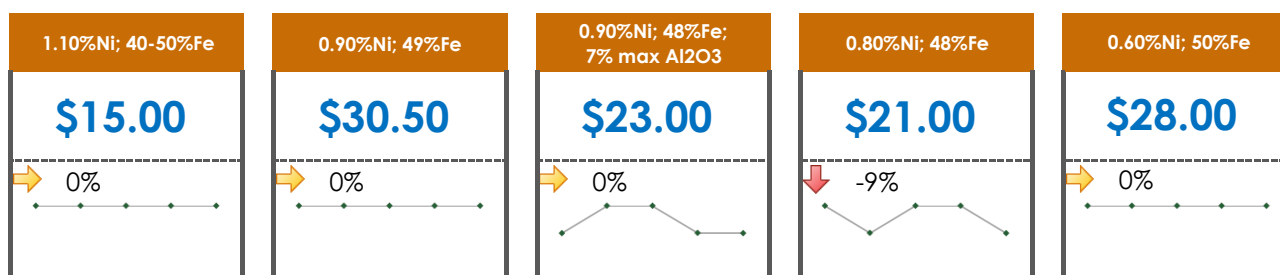 1.10%Ni; 40-50%Fe
$15.00
0%
0.90%Ni; 49%Fe
$30.50
0%
0.90%Ni; 48%Fe;
7% max Al2O3
$23.00
0%
0.80%Ni; 48%Fe
$21.00
-9%
0.60%Ni; 50%Fe
$28.00
0%